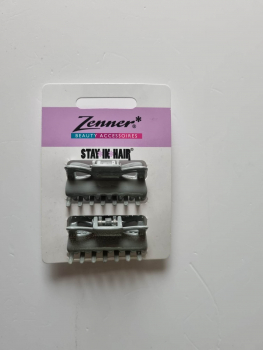 Zenner*
BEAUTY ACCESSOIRES
STAY IN HAIR®